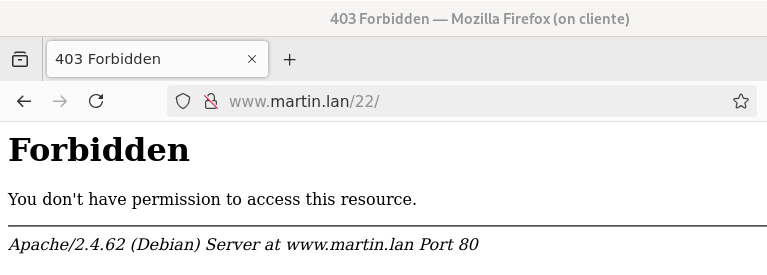 403 Forbidden — Mozilla Firefox (on cliente)
403 Forbidden
www.martin.lan/22/
Forbidden
You don't have permission to access this resource.
Apache/2.4.62 (Debian) Server at www.martin.lan Port 80